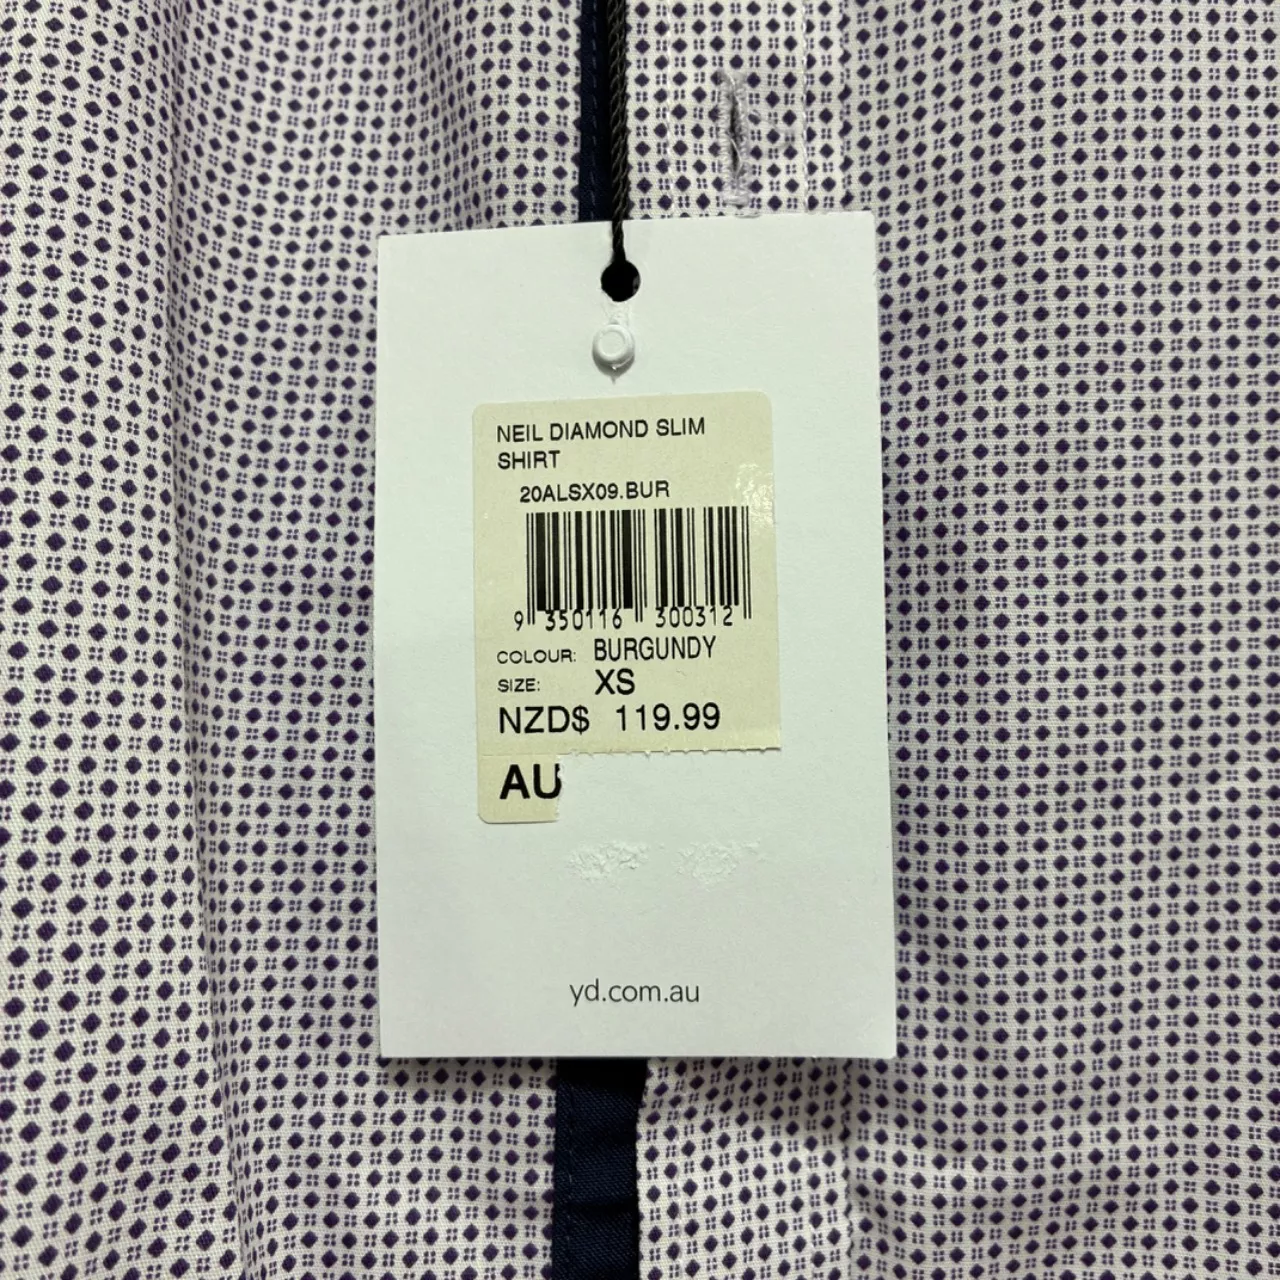 NEIL DIAMOND SLIM
SHIRT
20ALSX09.BUR
9 350116 300312
COLOUR: BURGUNDY
SIZE: XS
NZD$ 119.99
AU
yd.com.au